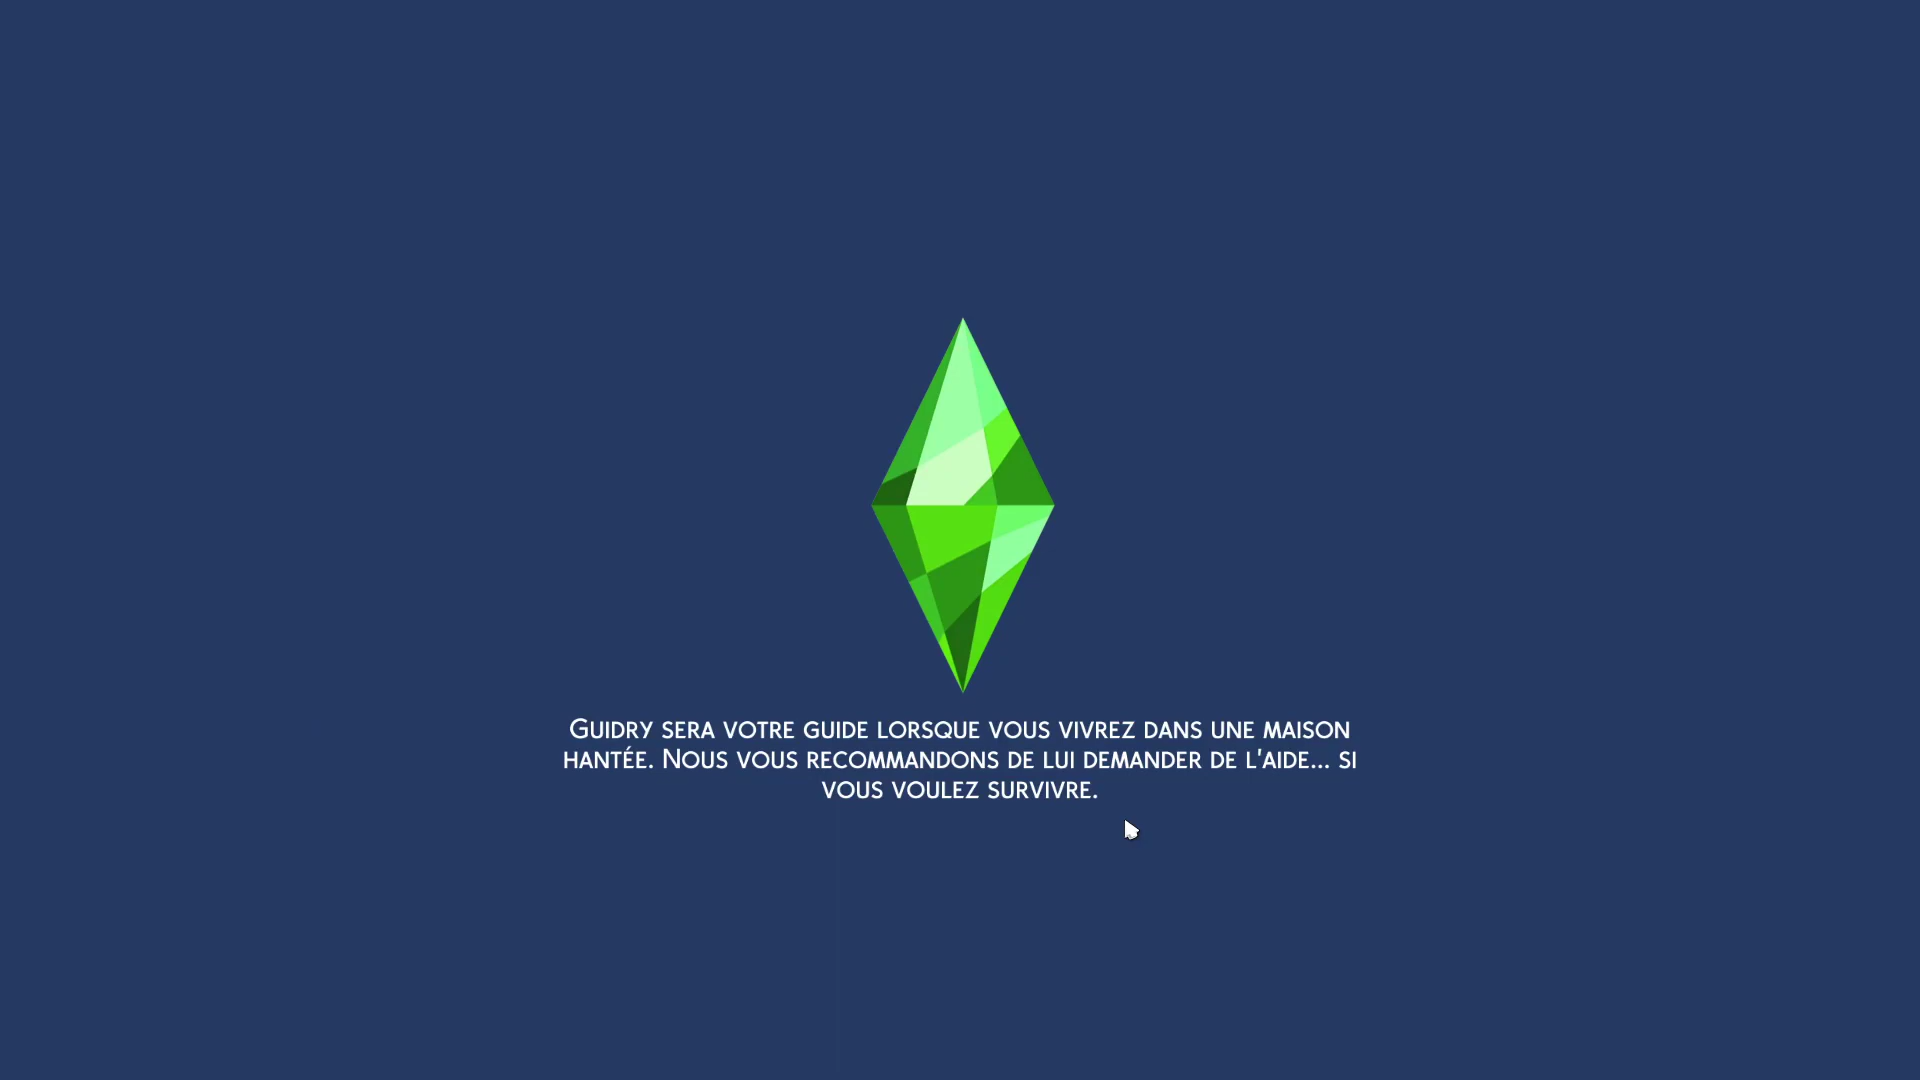 Guidry sera votre guide lorsque vous vivrez dans une maison
hantée. Nous vous recommandons de lui demander de l'aide... si
vous voulez survivre.